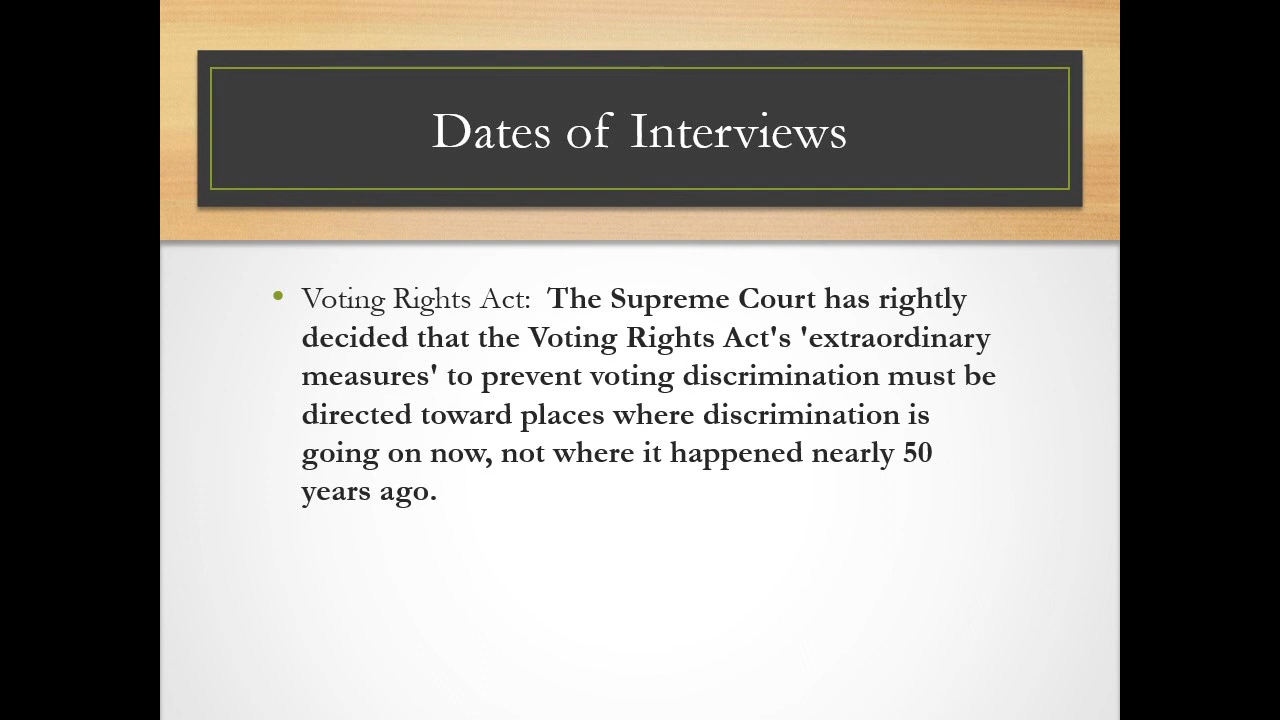 Dates of Interviews
• Voting Rights Act:  The Supreme Court has rightly
decided that the Voting Rights Act's 'extraordinary
measures' to prevent voting discrimination must be
directed toward places where discrimination is
going on now, not where it happened nearly 50
years ago.